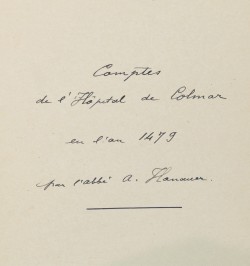 Comptes
de l'Hôpital de Colmar
en l'an 1479
par l'abbé A. Hanauer.